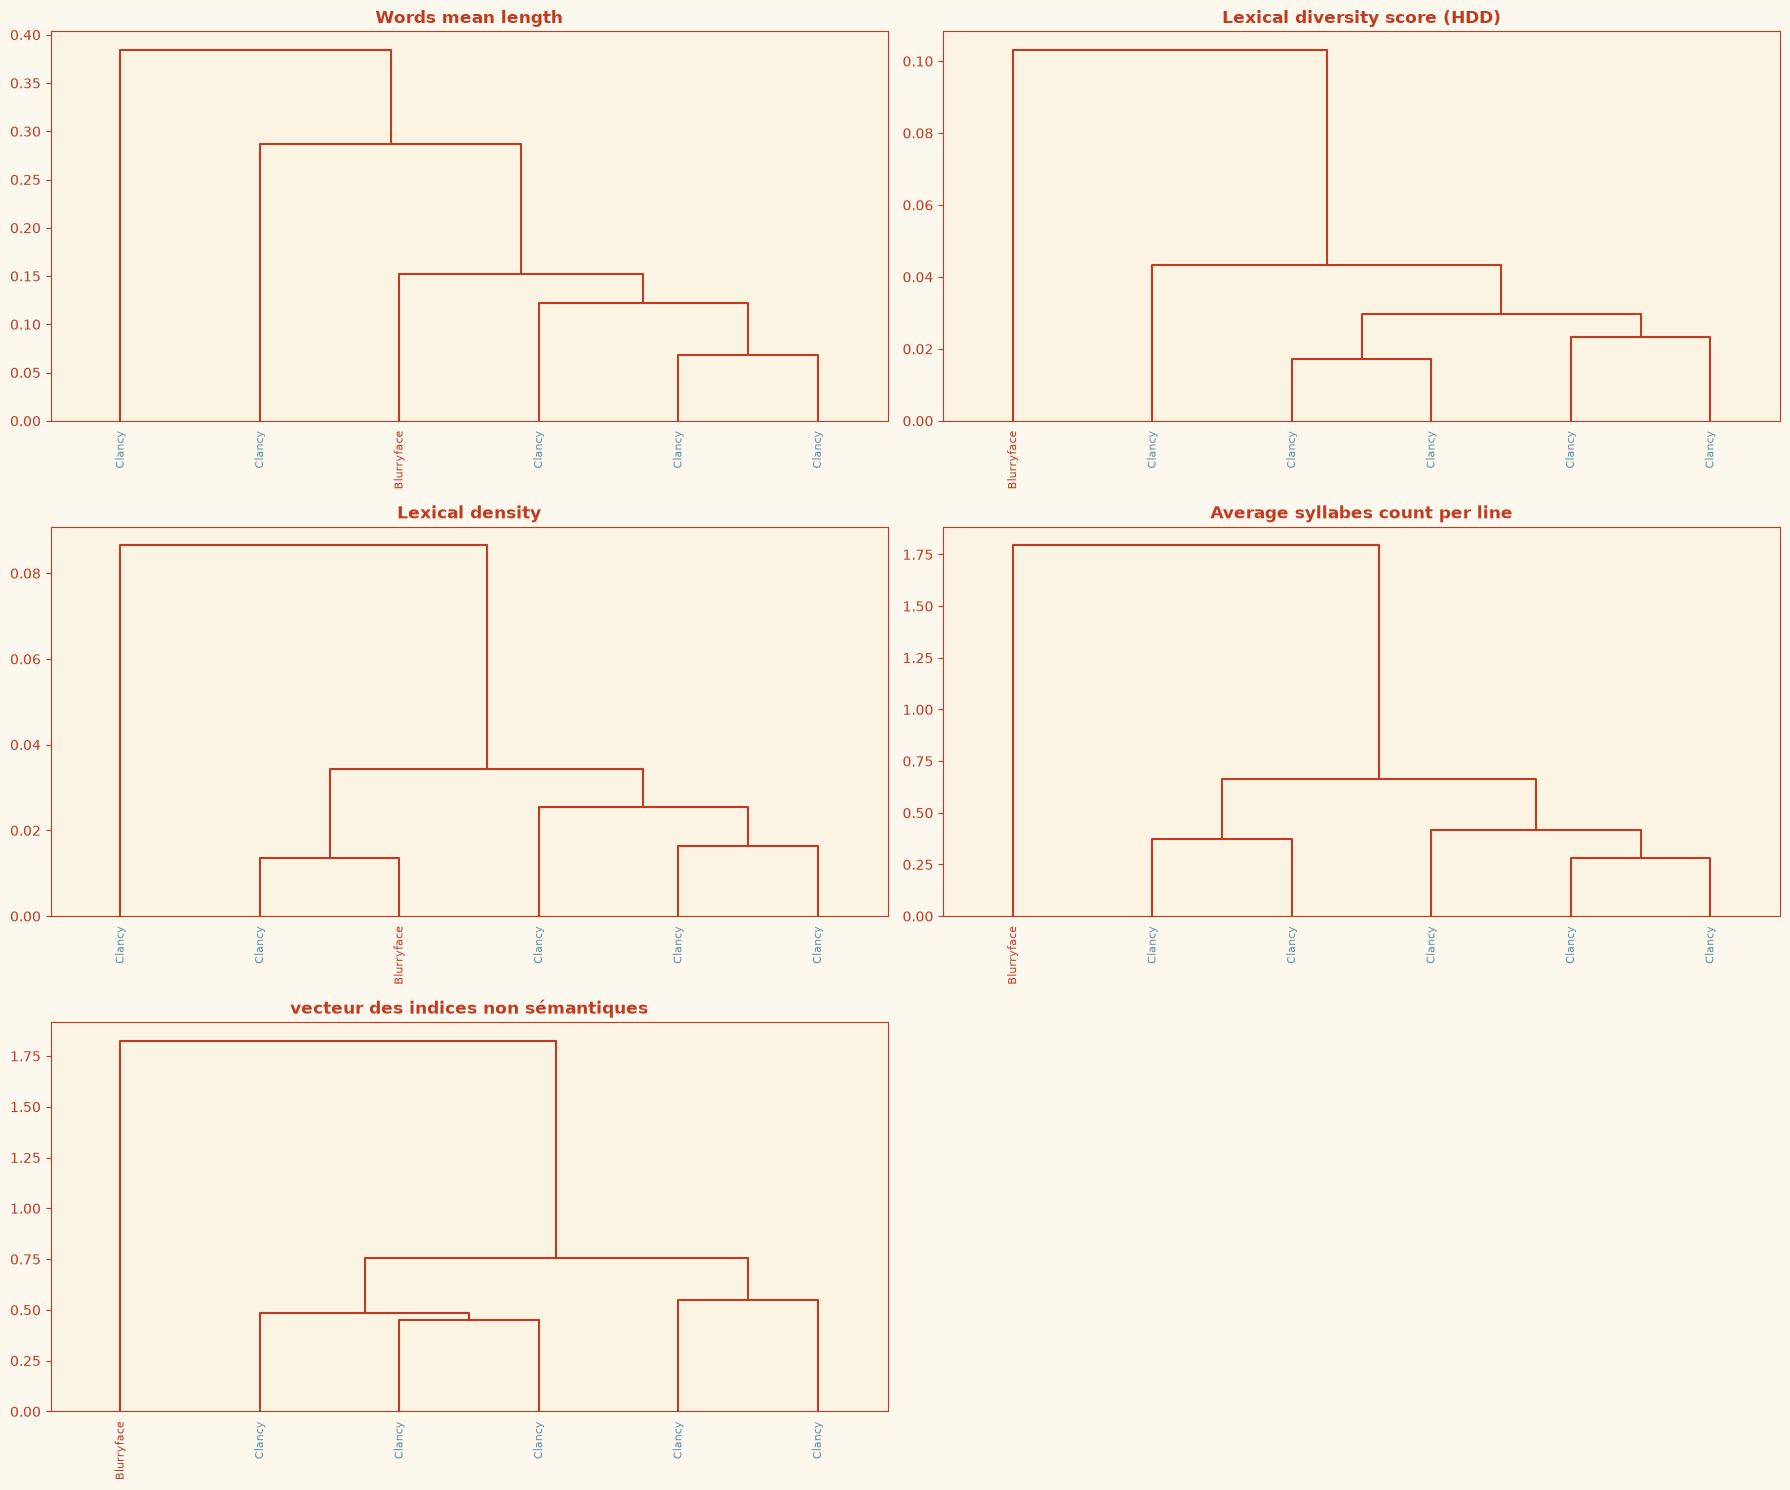 Words mean length
0.40
0.35
0.30
0.25
0.20
0.15
0.10
0.05
0.00
Clancy
Clancy
Blurryface
Clancy
Clancy
Clancy
Lexical diversity score (HDD)
0.10
0.08
0.06
0.04
0.02
0.00
Blurryface
Clancy
Clancy
Clancy
Clancy
Clancy
Lexical density
0.08
0.06
0.04
0.02
0.00
Clancy
Clancy
Blurryface
Clancy
Clancy
Clancy
Average syllabes count per line
1.75
1.50
1.25
1.00
0.75
0.50
0.25
0.00
Blurryface
Clancy
Clancy
Clancy
Clancy
Clancy
vecteur des indices non sémantiques
1.75
1.50
1.25
1.00
0.75
0.50
0.25
0.00
Blurryface
Clancy
Clancy
Clancy
Clancy
Clancy